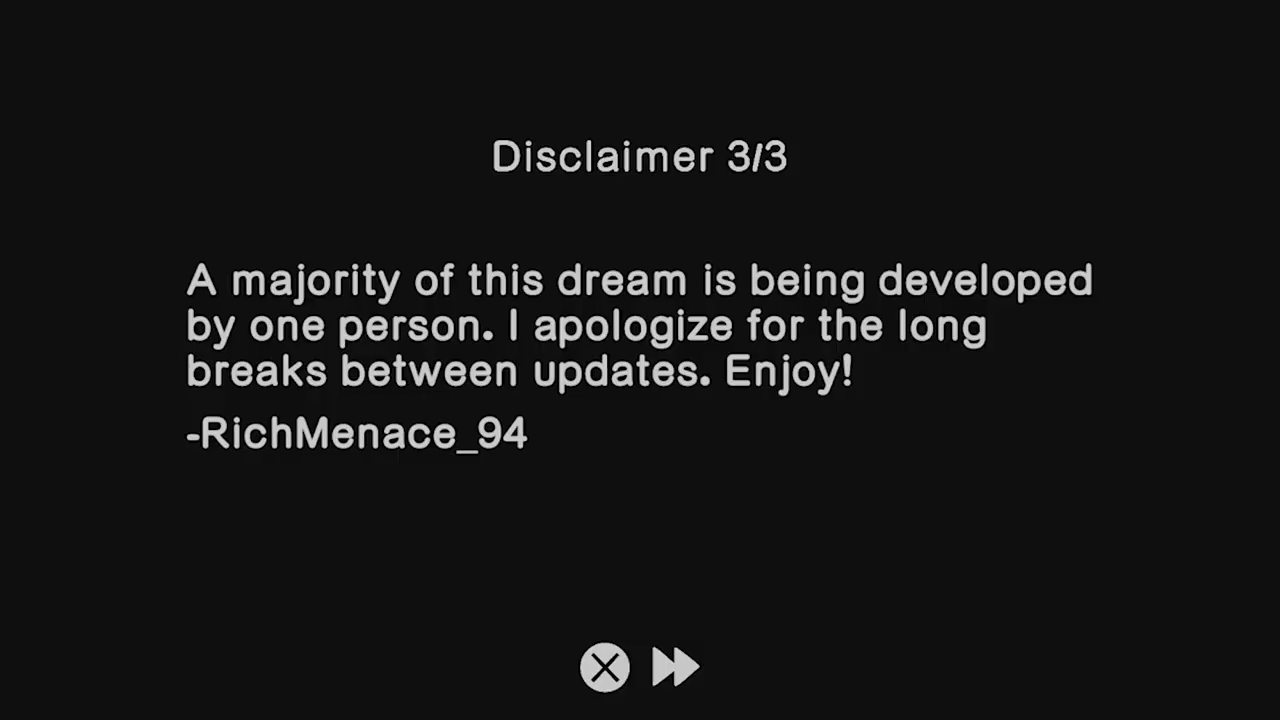 Disclaimer 3/3
A majority of this dream is being developed
by one person. I apologize for the long
breaks between updates. Enjoy!
-RichMenace_94